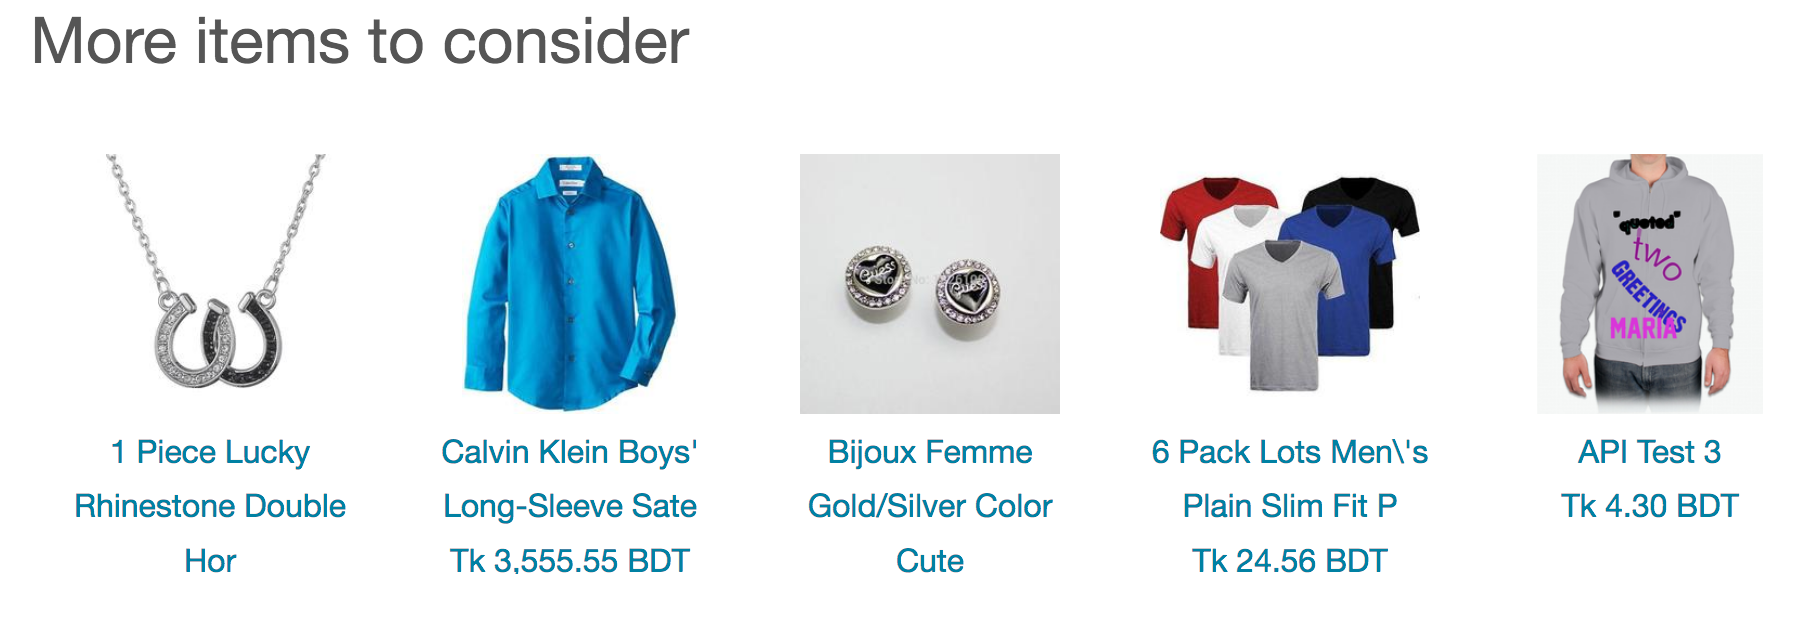 More items to consider
"quoted"
two
GREETINGS
MARIA
Guess
Guess
1 Piece Lucky
Rhinestone Double
Hor
Calvin Klein Boys'
Long-Sleeve Sate
Tk 3,555.55 BDT
Bijoux Femme
Gold/Silver Color
Cute
6 Pack Lots Men\'s
Plain Slim Fit P
Tk 24.56 BDT
API Test 3
Tk 4.30 BDT